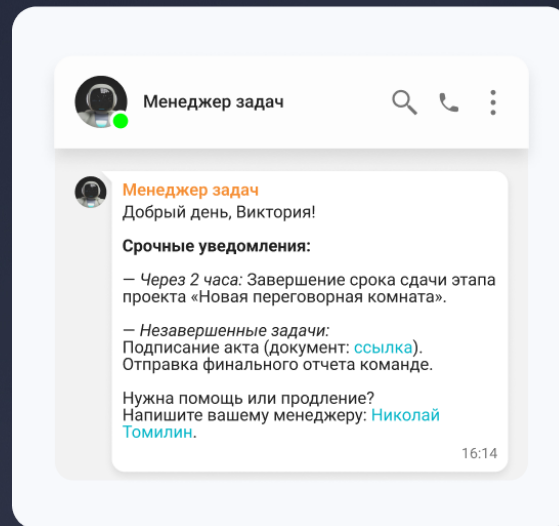 Менеджер задач
Менеджер задач
Добрый день, Виктория!
Срочные уведомления:
— Через 2 часа: Завершение срока сдачи этапа
проекта «Новая переговорная комната».
— Незавершенные задачи:
Подписание акта (документ: ссылка).
Отправка финального отчета команде.
Нужна помощь или продление?
Напишите вашему менеджеру: Николай
Томилин.
16:14